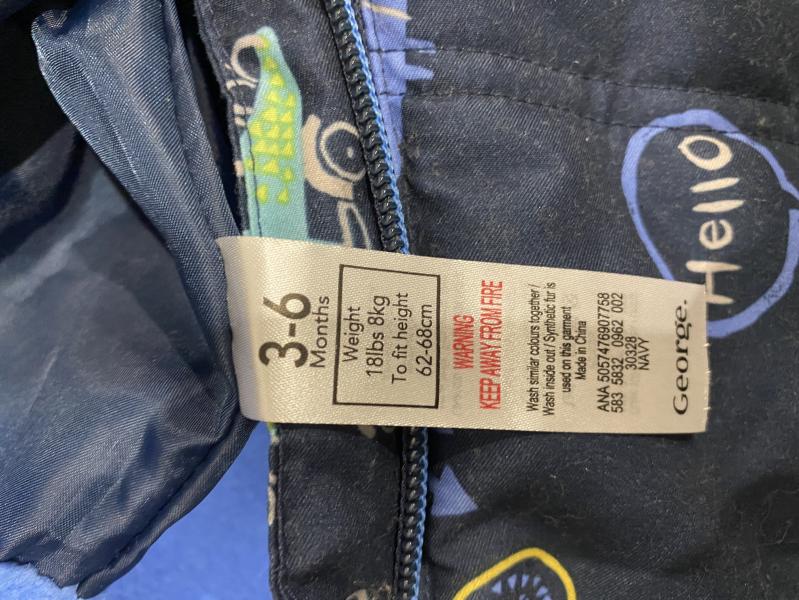 3-6
Months
Weight
18lbs 8kg
To fit height
62-68cm
WARNING
KEEP AWAY FROM FIRE
Wash similar colours together /
Wash inside out / Synthetic fur is
used on this garment
Made in China
ANA 5057476907758
583 5832 0962 002
30328
NAVY
George.
Hello